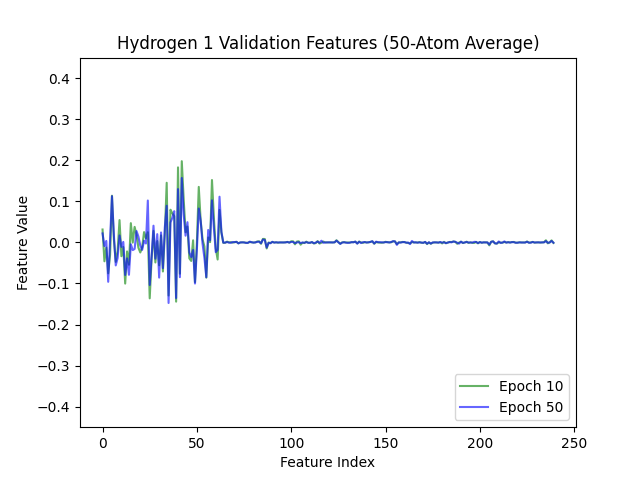 Hydrogen 1 Validation Features (50-Atom Average)
0.4
0.3
0.2
0.1
0.0
−0.1
−0.2
−0.3
−0.4
Feature Value
Epoch 10
Epoch 50
0 50 100 150 200 250
Feature Index